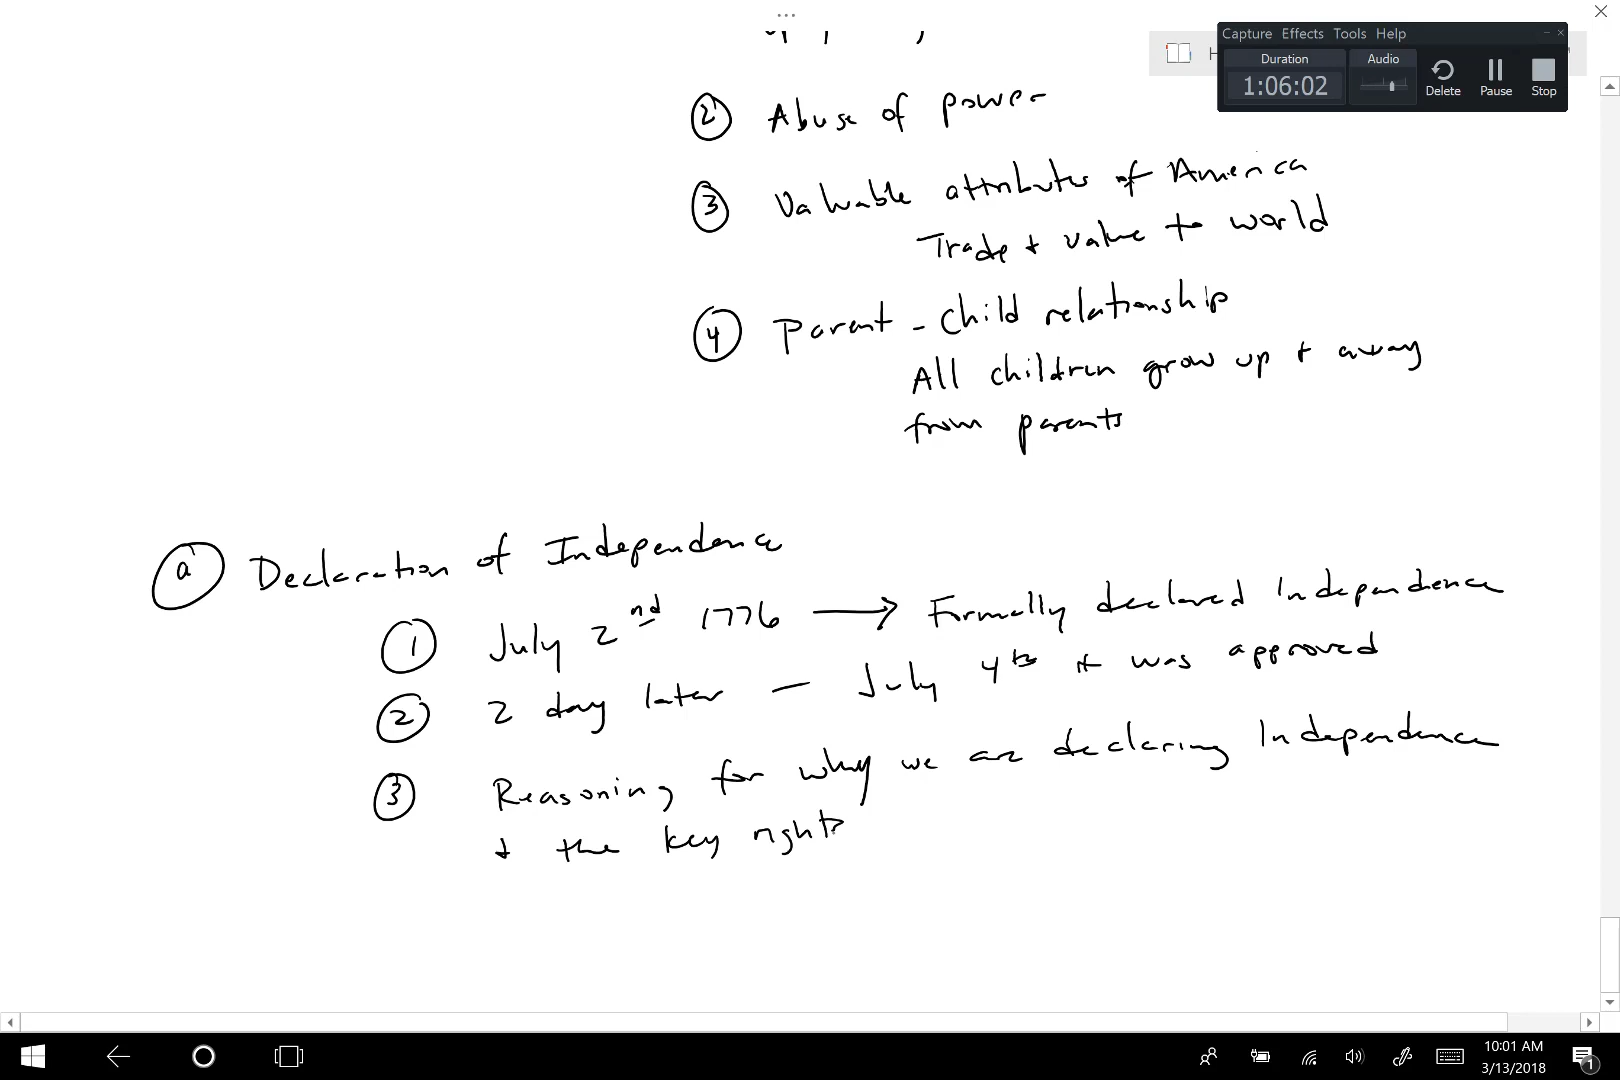 Capture Effects Tools Help
Duration
Audio
1:06:02
Delete
Pause
Stop
H
② Abuse of power
③ Valuable attributes of America
Trade + value to world
④ Parent - Child relationship
All children grow up + away
from parents
ⓐ Declaration of Independence
① July 2nd 1776 → Formally declared Independence
② 2 day later — July 4th it was approved
③ Reasoning for why we are declaring Independence
+ the key rights
10:01 AM
3/13/2018
1